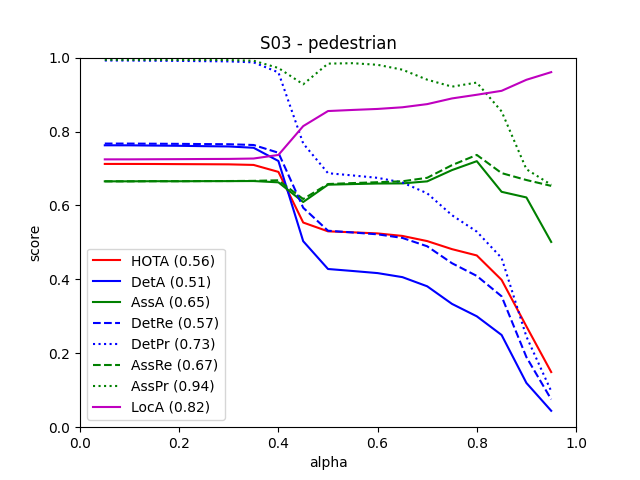 S03 - pedestrian
1.0
0.8
0.6
0.4
0.2
0.0
score
HOTA (0.56)
DetA (0.51)
AssA (0.65)
DetRe (0.57)
DetPr (0.73)
AssRe (0.67)
AssPr (0.94)
LocA (0.82)
0.0 0.2 0.4 0.6 0.8 1.0
alpha